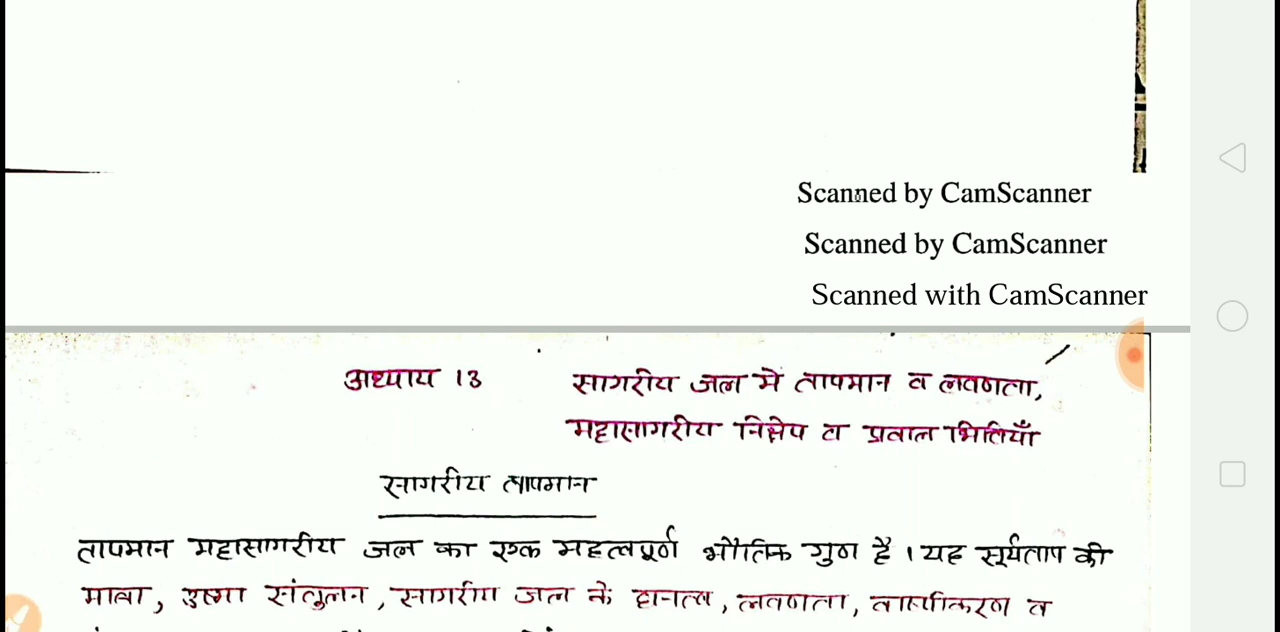 Scanned by CamScanner
Scanned by CamScanner
Scanned with CamScanner
अध्याय 13 सागरीय जल में तापमान व लवणता,
महासागरीय निक्षेप व प्रवाल भित्तियाँ
सागरीय तापमान
तापमान महासागरीय जल का एक महत्वपूर्ण भौतिक गुण है। यह सूर्यताप की
मात्रा, उष्मा संतुलन, सागरीय जल के घनत्व, लवणता, वाष्पीकरण व